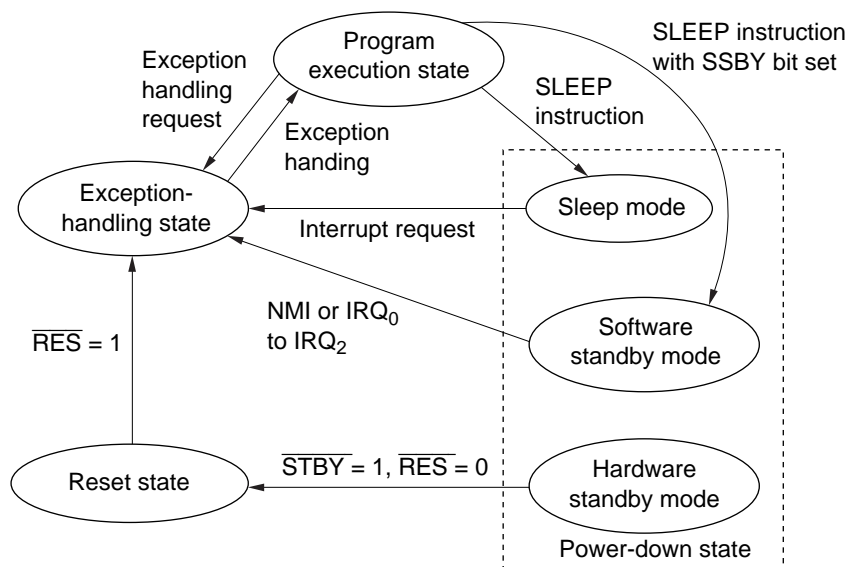 Program
execution state
SLEEP instruction
with SSBY bit set
Exception
handling
request
SLEEP
instruction
Exception
handing
Exception-
handling state
Sleep mode
Interrupt request
NMI or IRQ0
to IRQ2
Software
standby mode
RES = 1
Reset state
STBY = 1, RES = 0
Hardware
standby mode
Power-down state